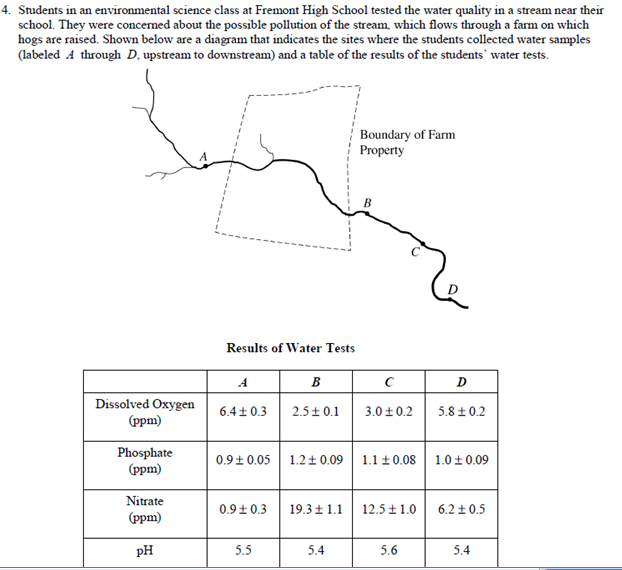 4. Students in an environmental science class at Fremont High School tested the water quality in a stream near their
school. They were concerned about the possible pollution of the stream, which flows through a farm on which
hogs are raised. Shown below are a diagram that indicates the sites where the students collected water samples
(labeled A through D, upstream to downstream) and a table of the results of the students' water tests.
Boundary of Farm
Property
A
B
C
D
Results of Water Tests
A B C D
Dissolved Oxygen
(ppm) 6.4 ± 0.3 2.5 ± 0.1 3.0 ± 0.2 5.8 ± 0.2
Phosphate
(ppm) 0.9 ± 0.05 1.2 ± 0.09 1.1 ± 0.08 1.0 ± 0.09
Nitrate
(ppm) 0.9 ± 0.3 19.3 ± 1.1 12.5 ± 1.0 6.2 ± 0.5
pH 5.5 5.4 5.6 5.4